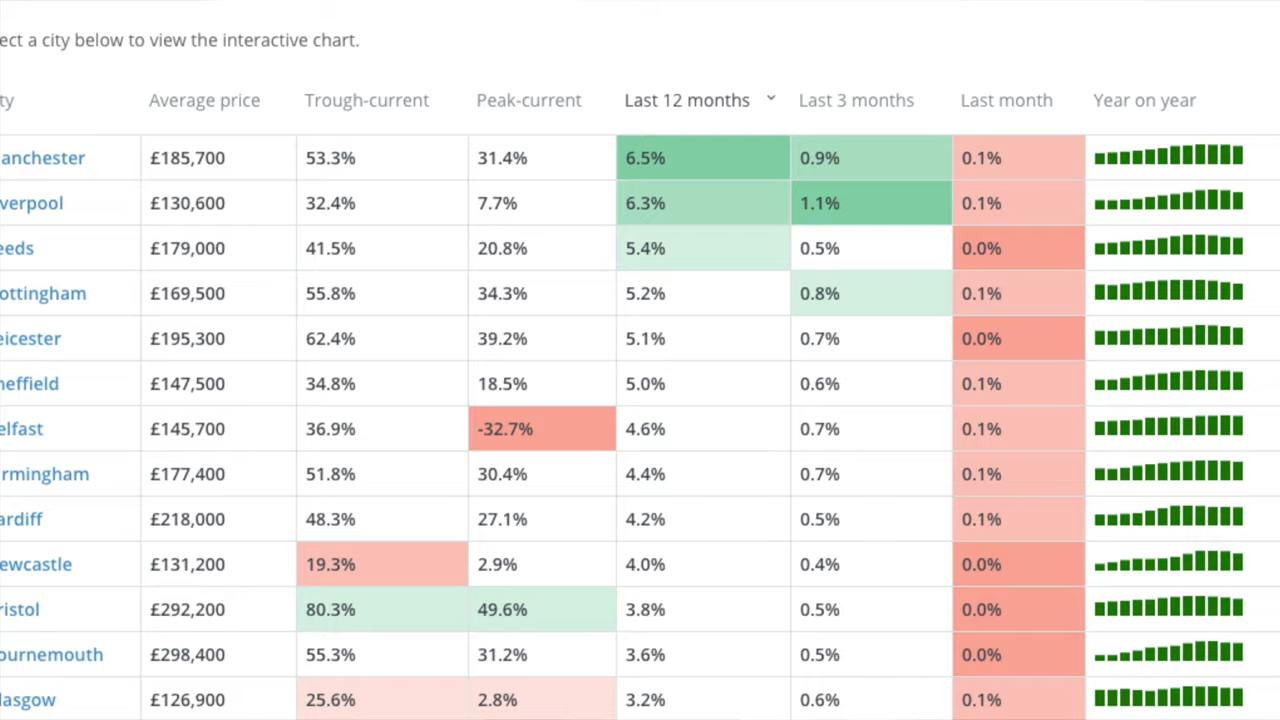 ect a city below to view the interactive chart.
ty Average price Trough-current Peak-current Last 12 months Last 3 months Last month Year on year
anchester £185,700 53.3% 31.4% 6.5% 0.9% 0.1%
verpool £130,600 32.4% 7.7% 6.3% 1.1% 0.1%
eeds £179,000 41.5% 20.8% 5.4% 0.5% 0.0%
ottingham £169,500 55.8% 34.3% 5.2% 0.8% 0.1%
eicester £195,300 62.4% 39.2% 5.1% 0.7% 0.0%
heffield £147,500 34.8% 18.5% 5.0% 0.6% 0.1%
elfast £145,700 36.9% -32.7% 4.6% 0.7% 0.1%
rmingham £177,400 51.8% 30.4% 4.4% 0.7% 0.1%
ardiff £218,000 48.3% 27.1% 4.2% 0.5% 0.1%
ewcastle £131,200 19.3% 2.9% 4.0% 0.4% 0.0%
ristol £292,200 80.3% 49.6% 3.8% 0.5% 0.0%
ournemouth £298,400 55.3% 31.2% 3.6% 0.5% 0.0%
lasgow £126,900 25.6% 2.8% 3.2% 0.6% 0.1%